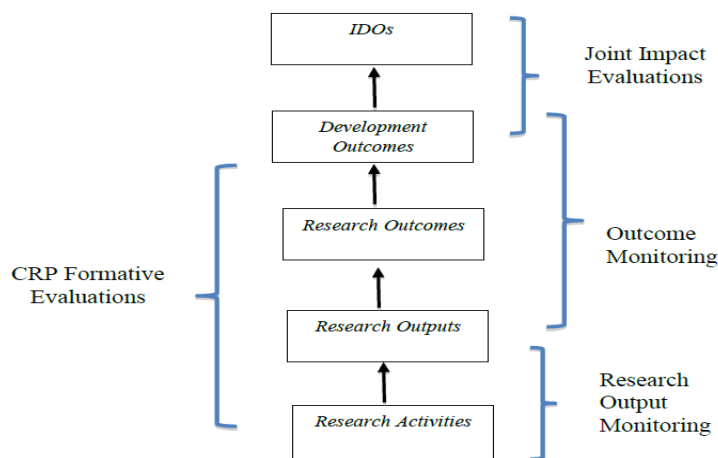 IDOs
Joint Impact
Evaluations
Development
Outcomes
Research Outcomes
Outcome
Monitoring
CRP Formative
Evaluations
Research Outputs
Research
Output
Monitoring
Research Activities